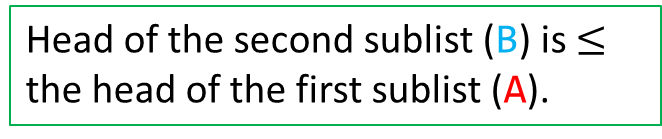 Head of the second sublist (B) is ≤
the head of the first sublist (A).